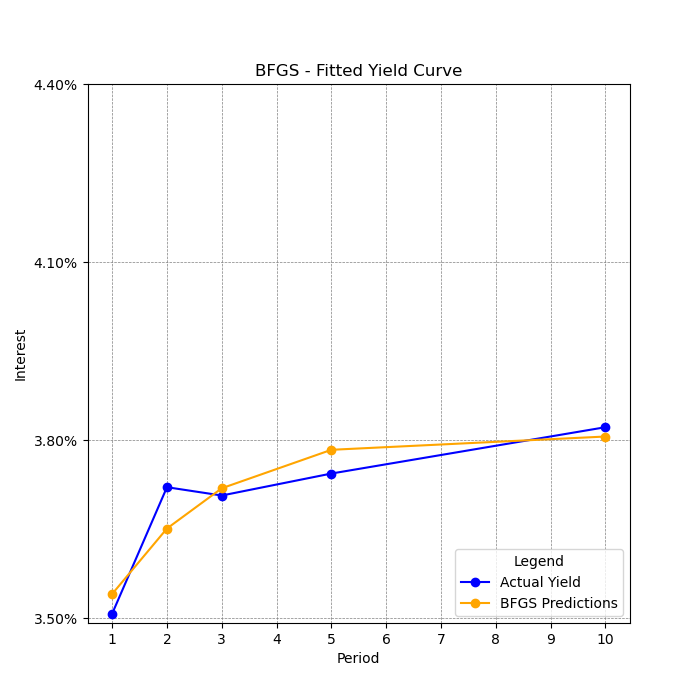 BFGS - Fitted Yield Curve
4.40%
4.10%
3.80%
3.50%
Interest
1 2 3 4 5 6 7 8 9 10
Period
Legend
Actual Yield
BFGS Predictions